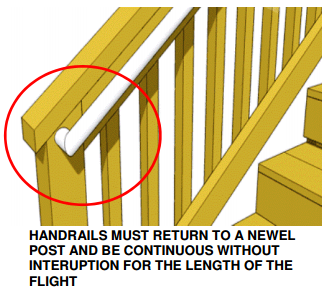 HANDRAILS MUST RETURN TO A NEWEL
POST AND BE CONTINUOUS WITHOUT
INTERUPTION FOR THE LENGTH OF THE
FLIGHT